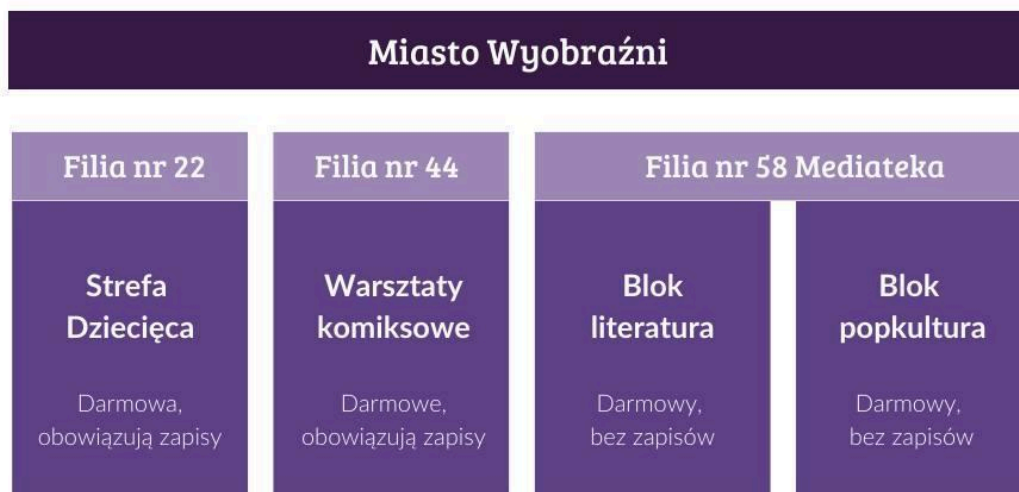 Miasto Wyobraźni
Filia nr 22
Strefa
Dziecięca
Darmowa,
obowiązują zapisy
Filia nr 44
Warsztaty
komiksowe
Darmowe,
obowiązują zapisy
Filia nr 58 Mediateka
Blok
literatura
Darmowy,
bez zapisów
Blok
popkultura
Darmowy,
bez zapisów